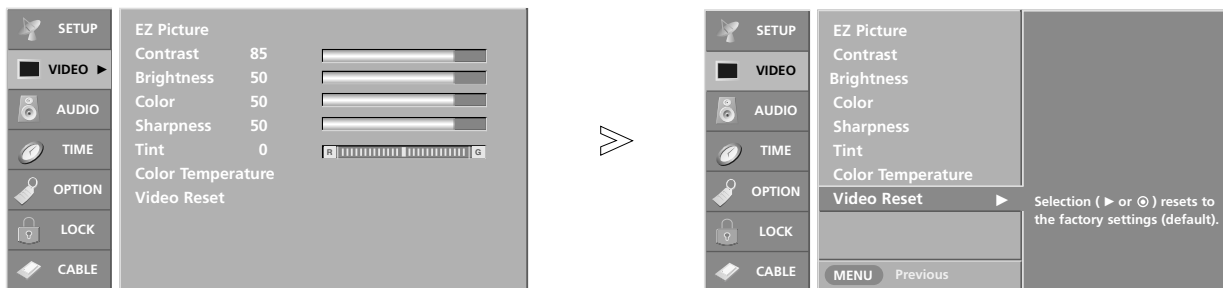 SETUP
VIDEO ►
AUDIO
TIME
OPTION
LOCK
CABLE
EZ Picture
Contrast 85
Brightness 50
Color 50
Sharpness 50
Tint 0 R G
Color Temperature
Video Reset
SETUP
VIDEO
AUDIO
TIME
OPTION
LOCK
CABLE
EZ Picture
Contrast
Brightness
Color
Sharpness
Tint
Color Temperature
Video Reset ►
MENU Previous
Selection ( ► or ⊙ ) resets to
the factory settings (default).